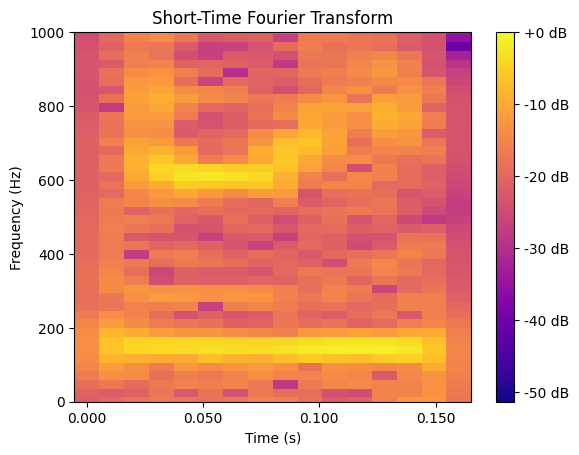 Short-Time Fourier Transform
1000
800
600
400
200
0
Frequency (Hz)
0.000
0.050
0.100
0.150
Time (s)
+0 dB
-10 dB
-20 dB
-30 dB
-40 dB
-50 dB